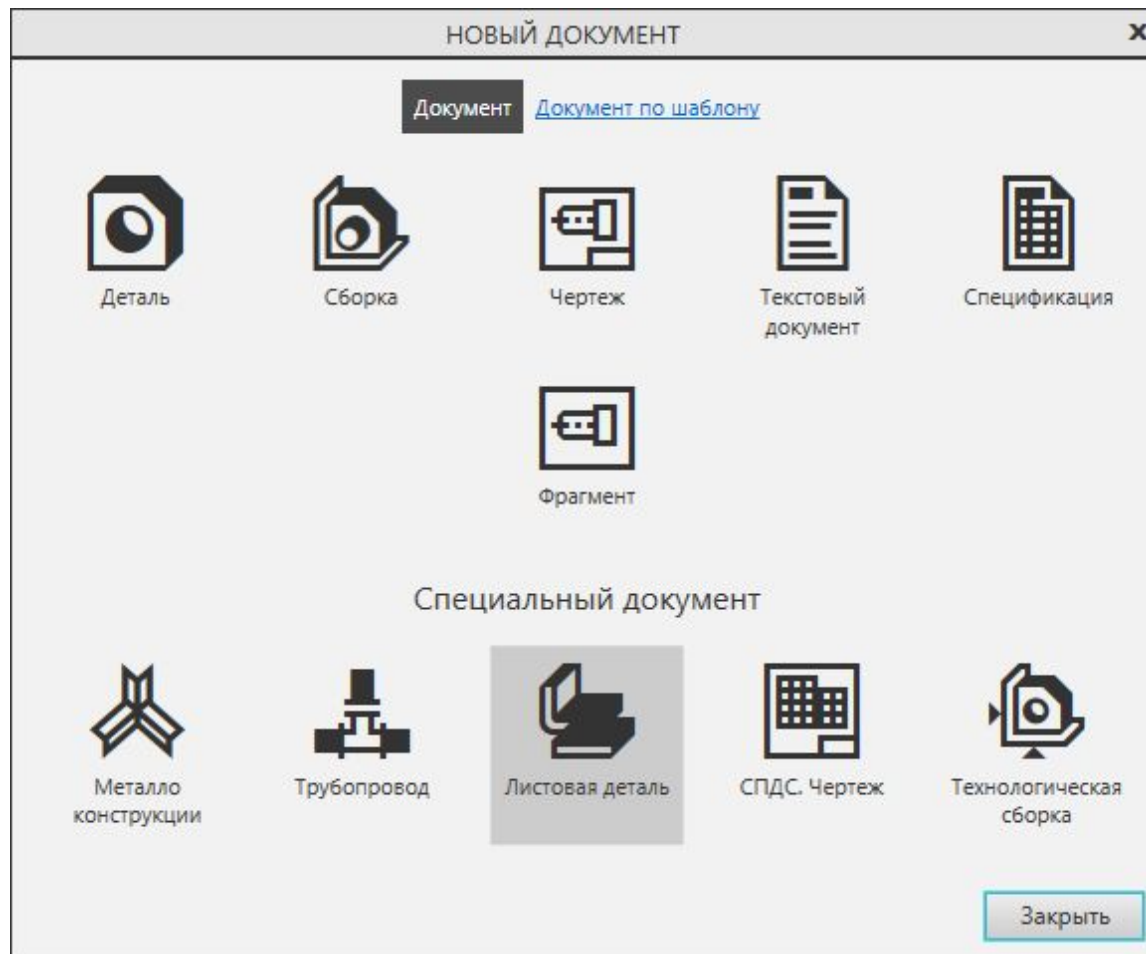 НОВЫЙ ДОКУМЕНТ
Документ Документ по шаблону
Деталь
Сборка
Чертеж
Текстовый
документ
Спецификация
Фрагмент
Специальный документ
Металло
конструкции
Трубопровод
Листовая деталь
СПДС. Чертеж
Технологическая
сборка
Закрыть